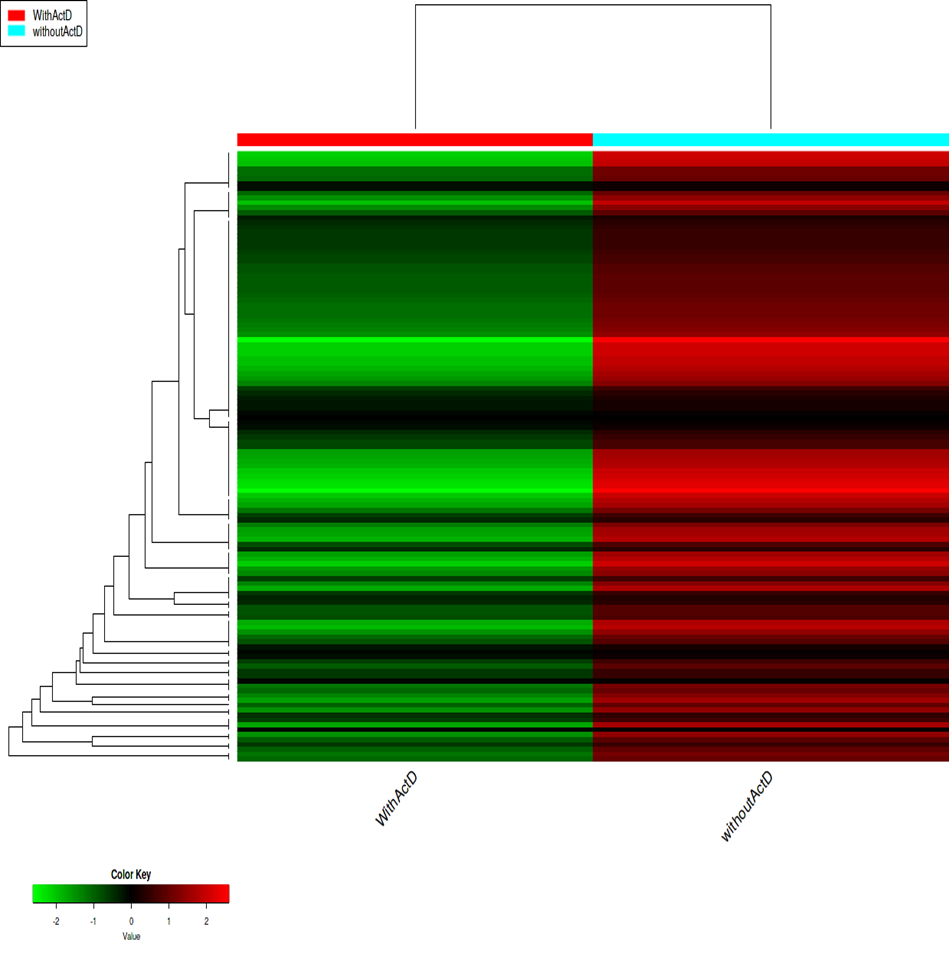 WithActD
withoutActD
WithActD
withoutActD
Color Key
-2 -1 0 1 2
Value